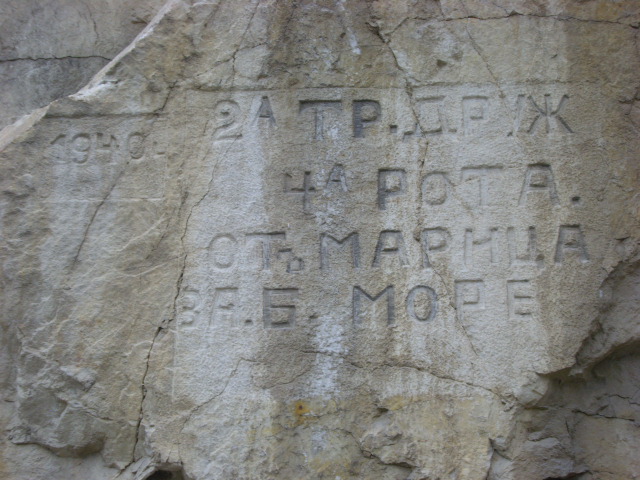 1940.
2А ТР. ДРУЖ
4А РОТА.
ОТЪ МАРИЦА
ЗА. Б. МОРЕ